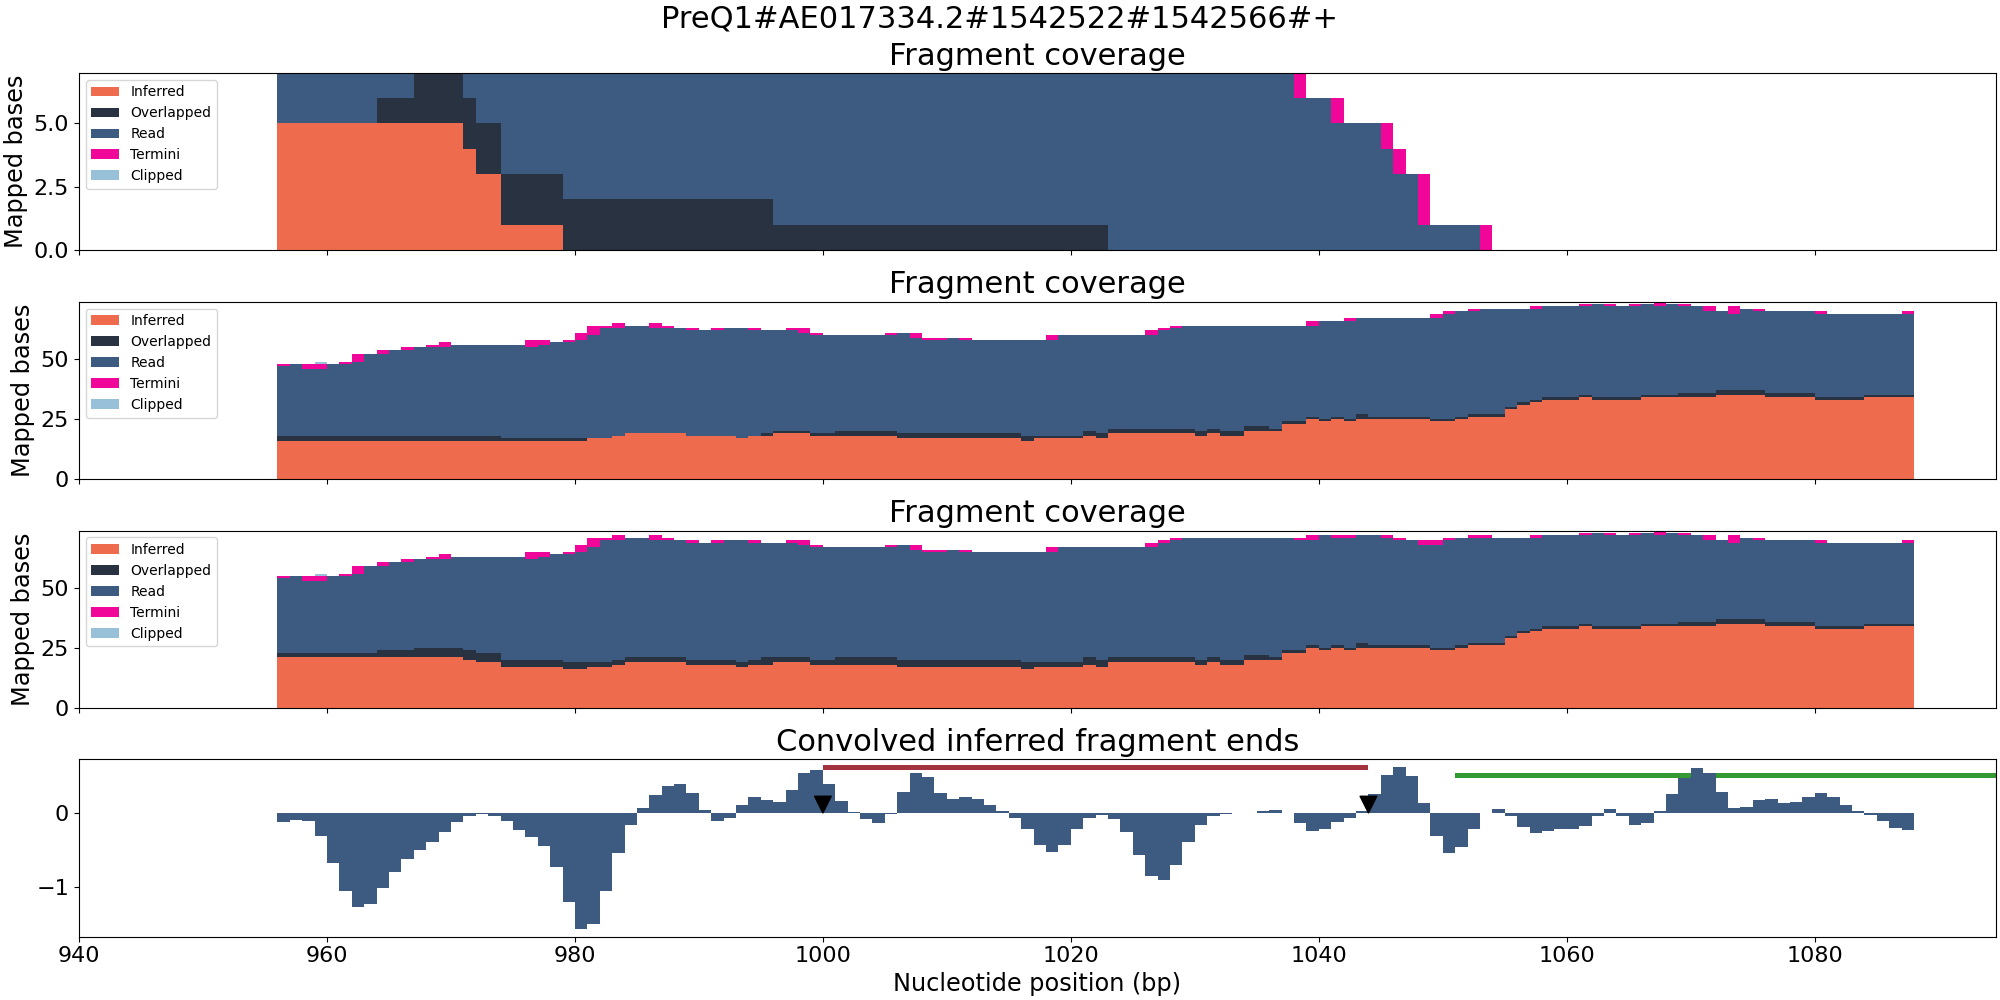 PreQ1#AE017334.2#1542522#1542566#+
Fragment coverage
Mapped bases
5.0
2.5
0.0
Inferred
Overlapped
Read
Termini
Clipped
Fragment coverage
Mapped bases
50
25
0
Inferred
Overlapped
Read
Termini
Clipped
Fragment coverage
Mapped bases
50
25
0
Inferred
Overlapped
Read
Termini
Clipped
Convolved inferred fragment ends
0
−1
940 960 980 1000 1020 1040 1060 1080
Nucleotide position (bp)